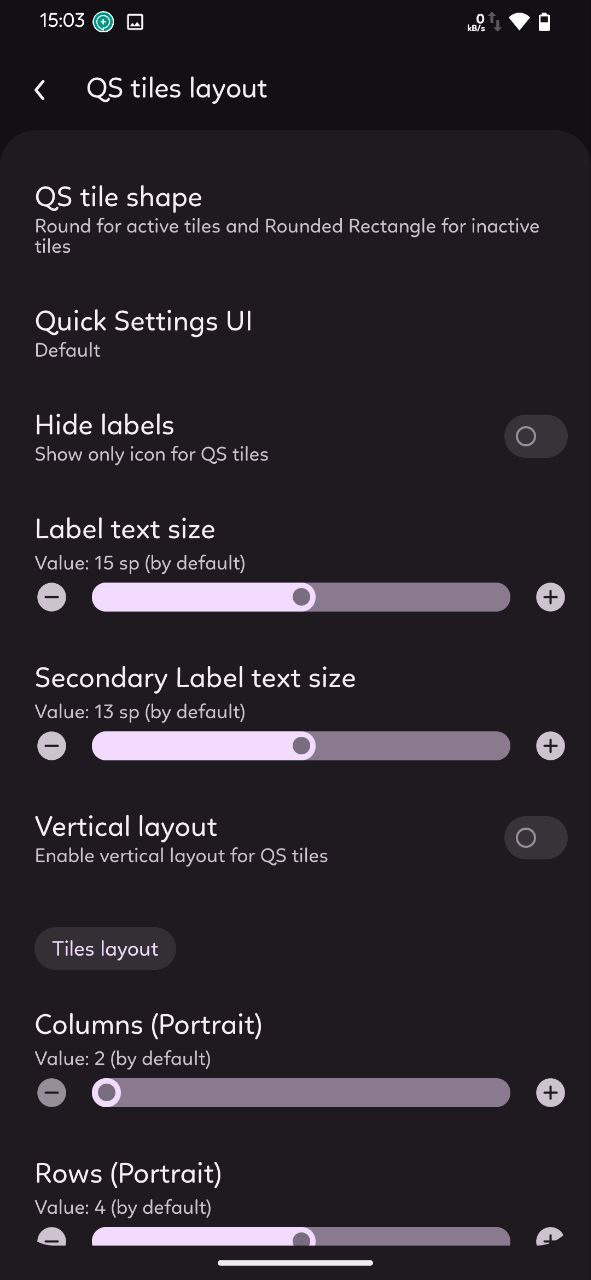 15:03
0
kB/s
QS tiles layout
QS tile shape
Round for active tiles and Rounded Rectangle for inactive
tiles
Quick Settings UI
Default
Hide labels
Show only icon for QS tiles
Label text size
Value: 15 sp (by default)
Secondary Label text size
Value: 13 sp (by default)
Vertical layout
Enable vertical layout for QS tiles
Tiles layout
Columns (Portrait)
Value: 2 (by default)
Rows (Portrait)
Value: 4 (by default)